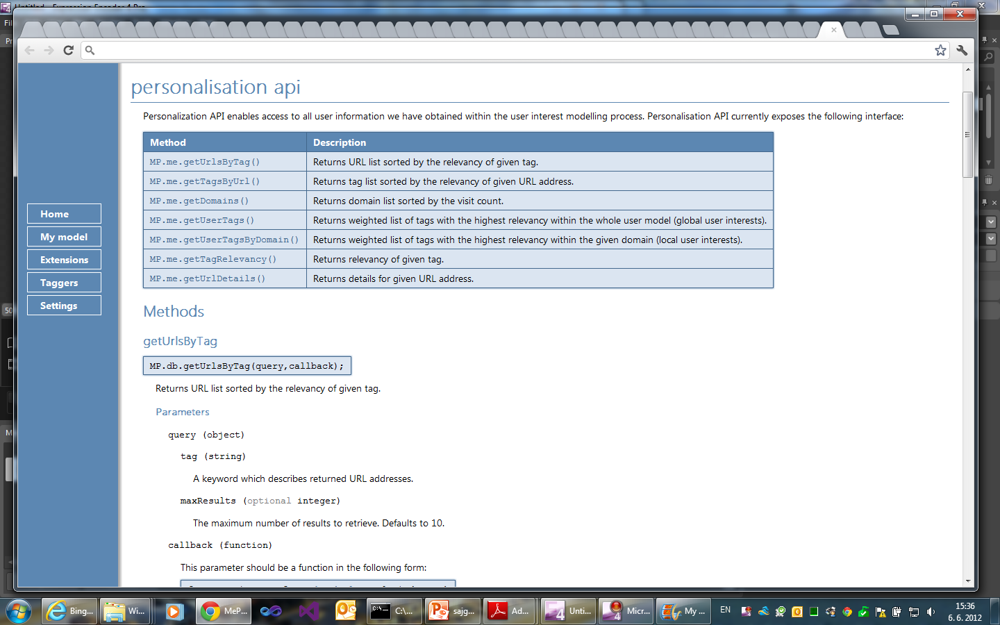 Untitled - Expression Encoder 4 Pro
Fil
Pr
personalisation api
Personalization API enables access to all user information we have obtained within the user interest modelling process. Personalisation API currently exposes the following interface:
Method Description
MP.me.getUrlsByTag() Returns URL list sorted by the relevancy of given tag.
MP.me.getTagsByUrl() Returns tag list sorted by the relevancy of given URL address.
MP.me.getDomains() Returns domain list sorted by the visit count.
MP.me.getUserTags() Returns weighted list of tags with the highest relevancy within the whole user model (global user interests).
MP.me.getUserTagsByDomain() Returns weighted list of tags with the highest relevancy within the given domain (local user interests).
MP.me.getTagRelevancy() Returns relevancy of given tag.
MP.me.getUrlDetails() Returns details for given URL address.
Home
My model
Extensions
Taggers
Settings
50
M
Methods
getUrlsByTag
MP.db.getUrlsByTag(query,callback);
Returns URL list sorted by the relevancy of given tag.
Parameters
query (object)
tag (string)
A keyword which describes returned URL addresses.
maxResults (optional integer)
The maximum number of results to retrieve. Defaults to 10.
callback (function)
This parameter should be a function in the following form:
Bing... Wi... MeP... C:\... sajg... Ad... Unti... Micr... My ... EN 15:36
6. 6. 2012